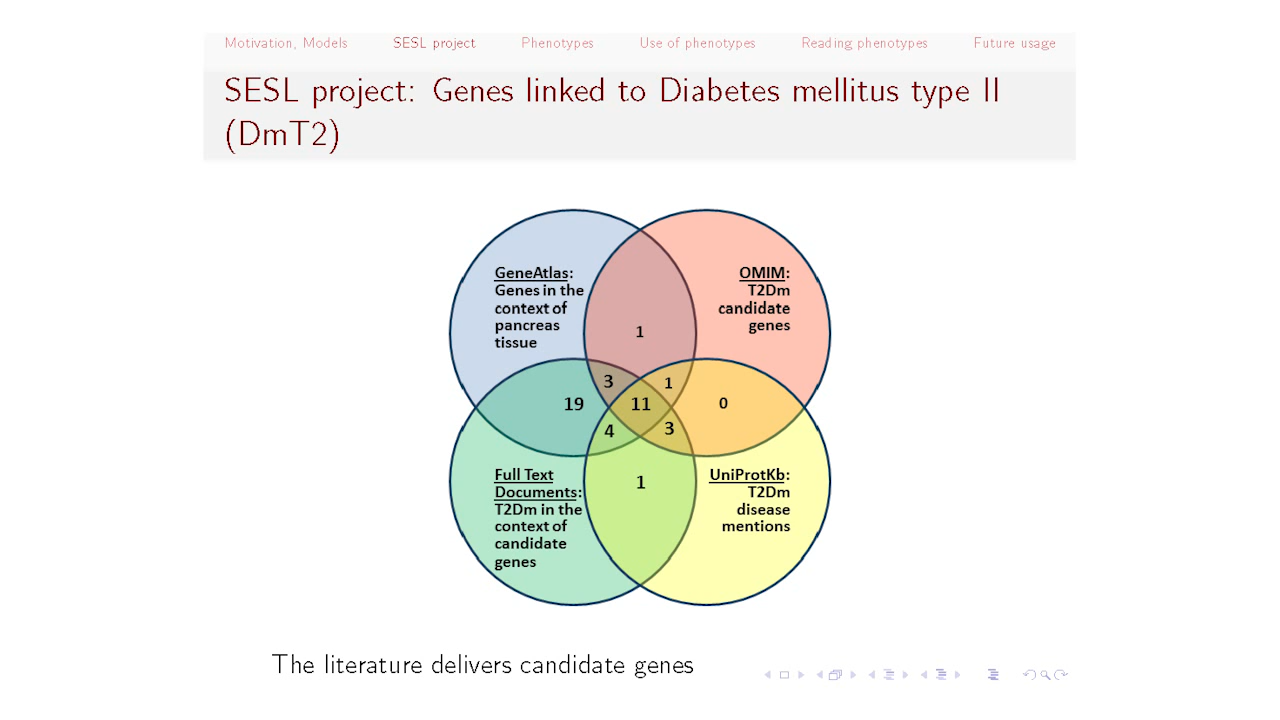 Motivation, Models SESL project Phenotypes Use of phenotypes Reading phenotypes Future usage
SESL project: Genes linked to Diabetes mellitus type II
(DmT2)
GeneAtlas:
Genes in the
context of
pancreas
tissue
OMIM:
T2Dm
candidate
genes
1
3
1
19
11
0
4
3
Full Text
Documents:
T2Dm in the
context of
candidate
genes
1
UniProtKb:
T2Dm
disease
mentions
The literature delivers candidate genes